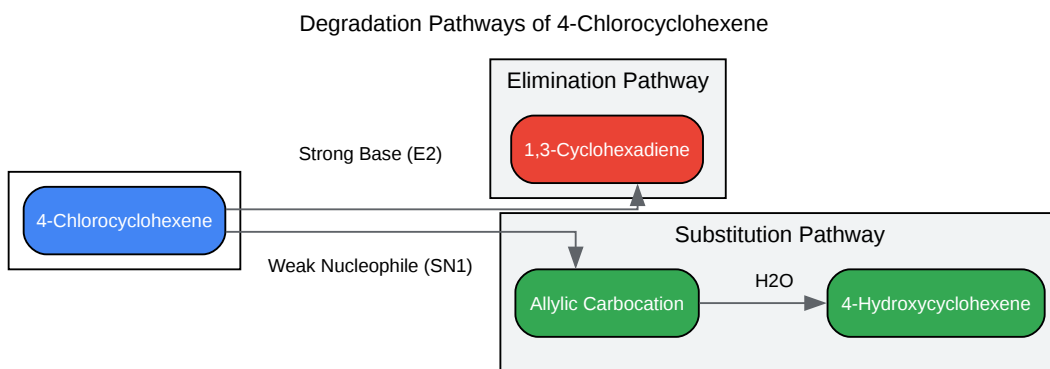 Degradation Pathways of 4-Chlorocyclohexene
Elimination Pathway
1,3-Cyclohexadiene
Strong Base (E2)
4-Chlorocyclohexene
Substitution Pathway
Weak Nucleophile (SN1)
Allylic Carbocation
H2O
4-Hydroxycyclohexene